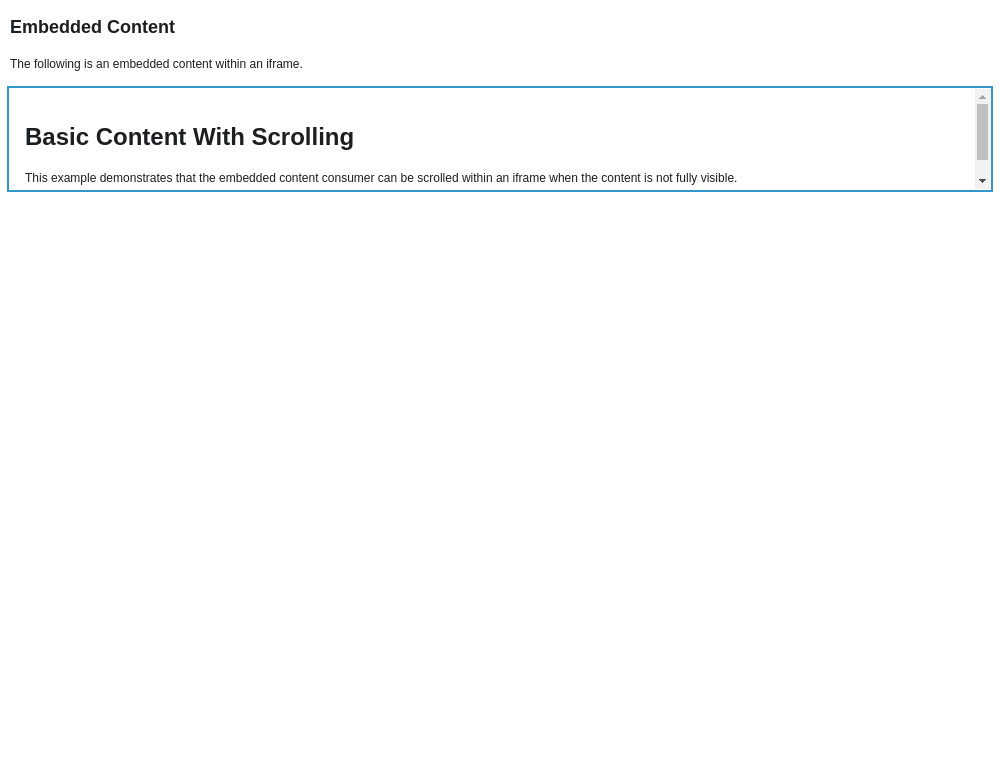 Embedded Content
The following is an embedded content within an iframe.
Basic Content With Scrolling
This example demonstrates that the embedded content consumer can be scrolled within an iframe when the content is not fully visible.